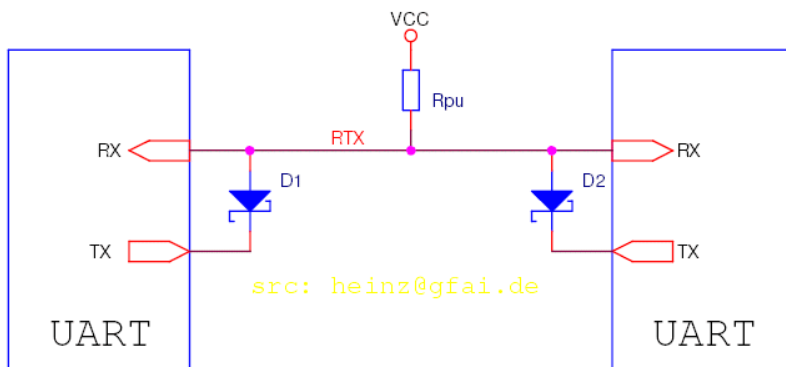 VCC
Rpu
RX RTX RX
D1 D2
TX TX
src: heinz@gfai.de
UART UART